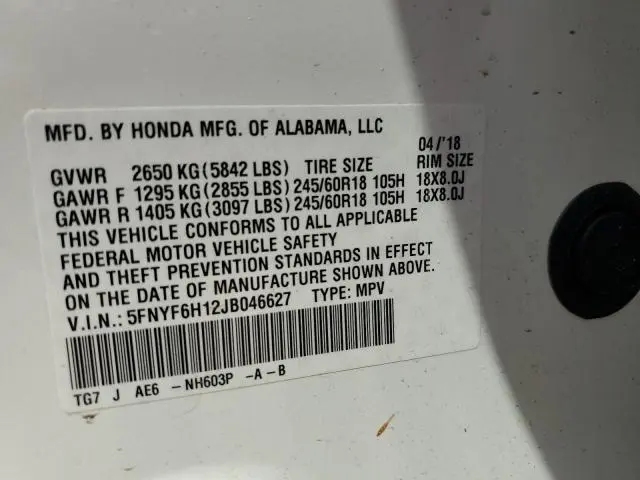 MFD. BY HONDA MFG. OF ALABAMA, LLC
04/'18
GVWR 2650 KG (5842 LBS) TIRE SIZE RIM SIZE
GAWR F 1295 KG (2855 LBS) 245/60R18 105H 18X8.0J
GAWR R 1405 KG (3097 LBS) 245/60R18 105H 18X8.0J
THIS VEHICLE CONFORMS TO ALL APPLICABLE
FEDERAL MOTOR VEHICLE SAFETY
AND THEFT PREVENTION STANDARDS IN EFFECT
ON THE DATE OF MANUFACTURE SHOWN ABOVE.
V.I.N.: 5FNYF6H12JB046627 TYPE: MPV
TG7 J AE6 -NH603P -A-B